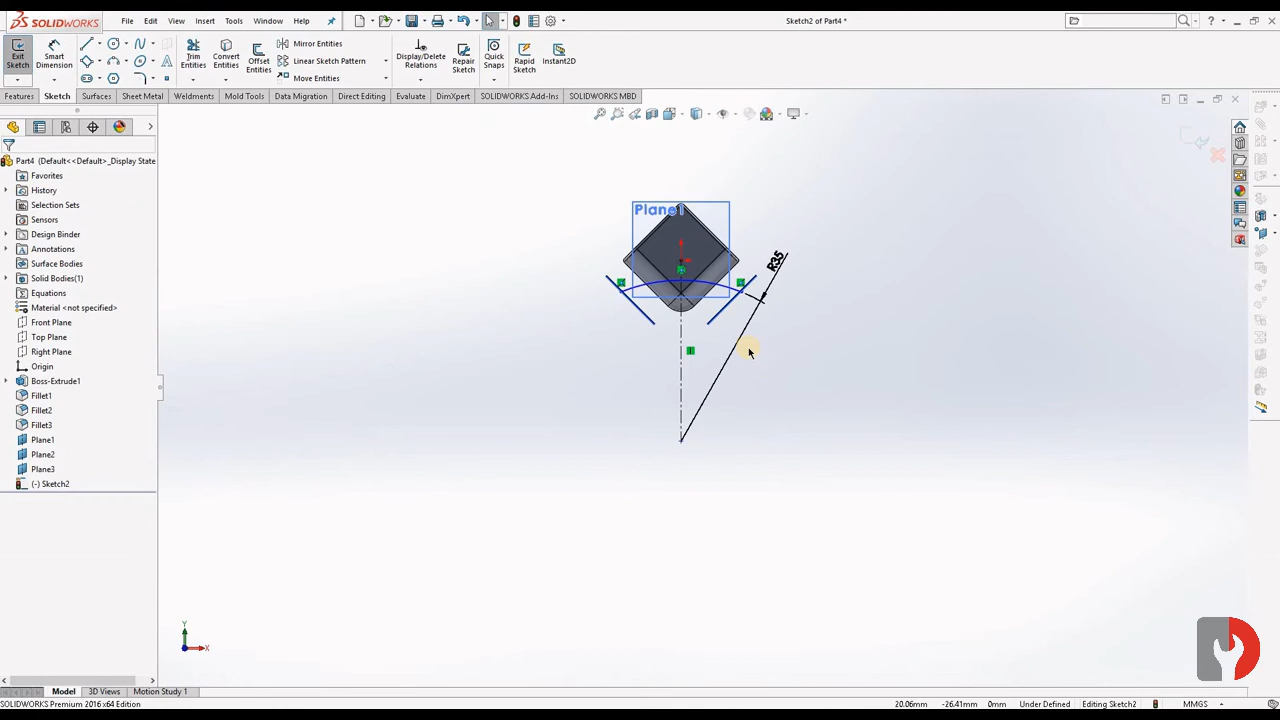 SOLIDWORKS
File
Edit
View
Insert
Tools
Window
Help
Sketch2 of Part4 *
Exit Sketch
Smart Dimension
Trim Entities
Convert Entities
Offset Entities
Mirror Entities
Linear Sketch Pattern
Move Entities
Display/Delete Relations
Repair Sketch
Quick Snaps
Rapid Sketch
Instant2D
Features
Sketch
Surfaces
Sheet Metal
Weldments
Mold Tools
Data Migration
Direct Editing
Evaluate
DimXpert
SOLIDWORKS Add-Ins
SOLIDWORKS MBD
Part4 (Default<<Default>_Display State
Favorites
History
Selection Sets
Sensors
Design Binder
Annotations
Surface Bodies
Solid Bodies(1)
Equations
Material <not specified>
Front Plane
Top Plane
Right Plane
Origin
Boss-Extrude1
Fillet1
Fillet2
Fillet3
Plane1
Plane2
Plane3
(-) Sketch2
Plane1
R35
Y
X
Model
3D Views
Motion Study 1
SOLIDWORKS Premium 2016 x64 Edition
20.06mm
-26.41mm
0mm
Under Defined
Editing Sketch2
MMGS